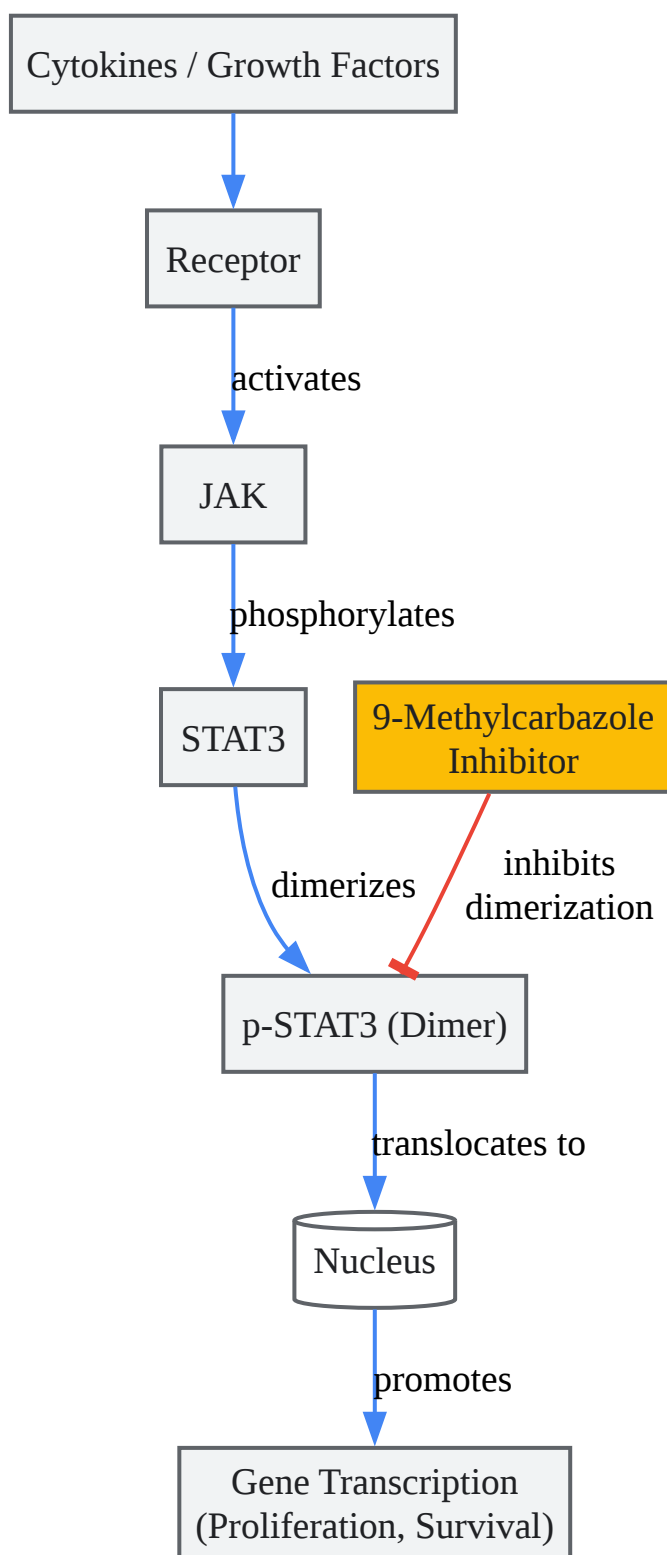 Cytokines / Growth Factors
Receptor
activates
JAK
phosphorylates
STAT3
9-Methylcarbazole
Inhibitor
dimerizes
inhibits
dimerization
p-STAT3 (Dimer)
translocates to
Nucleus
promotes
Gene Transcription
(Proliferation, Survival)